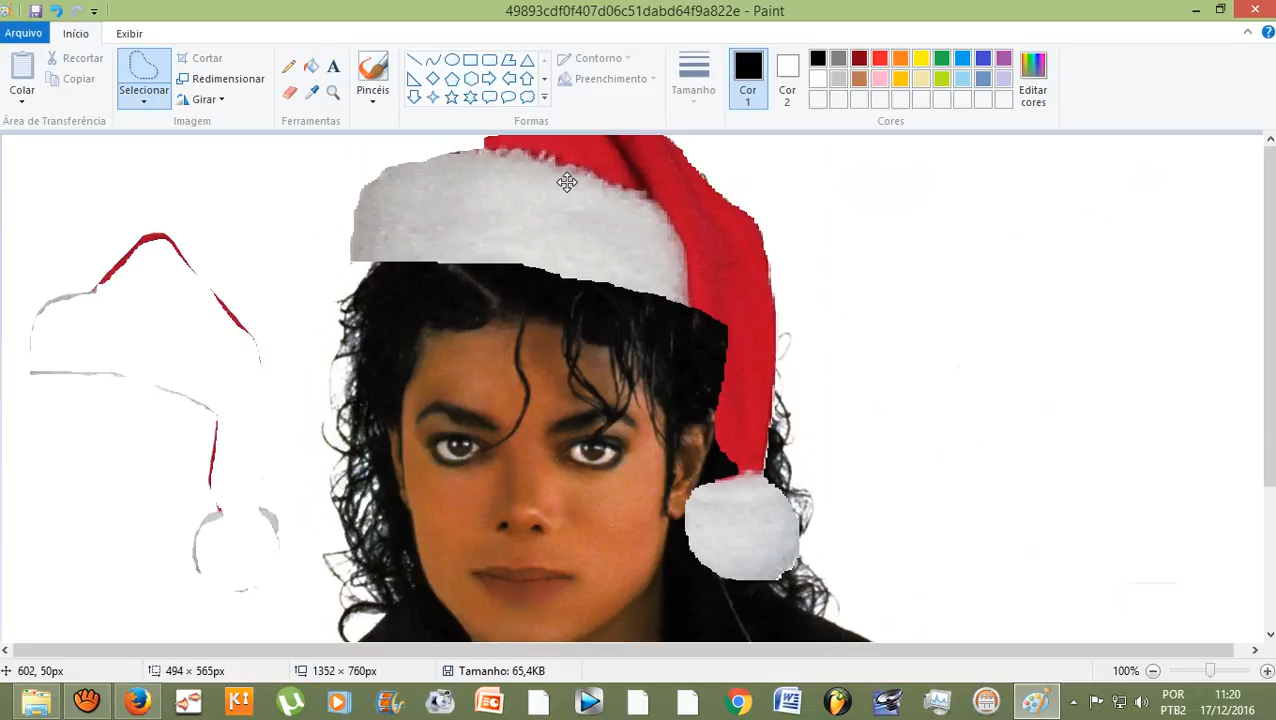 49893cdf0f407d06c51dabd64f9a822e - Paint
Arquivo Início Exibir
Colar
Recortar
Copiar
Área de Transferência
Selecionar
Cortar
Redimensionar
Girar
Imagem
A
Ferramentas
Pincéis
Contorno
Preenchimento
Formas
Tamanho
Cor
1
Cor
2
Editar
cores
Cores
602, 50px
494 × 565px
1352 × 760px
Tamanho: 65,4KB
100%
K1
P
W
POR
PTB2
11:20
17/12/2016